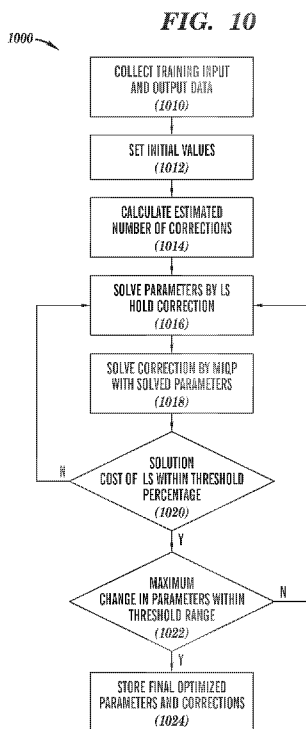 FIG. 10
1000
COLLECT TRAINING INPUT
AND OUTPUT DATA
(1010)
SET INITIAL VALUES
(1012)
CALCULATE ESTIMATED
NUMBER OF CORRECTIONS
(1014)
SOLVE PARAMETERS BY LS
HOLD CORRECTION
(1016)
SOLVE CORRECTION BY MIQP
WITH SOLVED PARAMETERS
(1018)
SOLUTION
COST OF LS WITHIN THRESHOLD
PERCENTAGE
(1020)
N
Y
MAXIMUM
CHANGE IN PARAMETERS WITHIN
THRESHOLD RANGE
(1022)
N
Y
STORE FINAL OPTIMIZED
PARAMETERS AND CORRECTIONS
(1024)